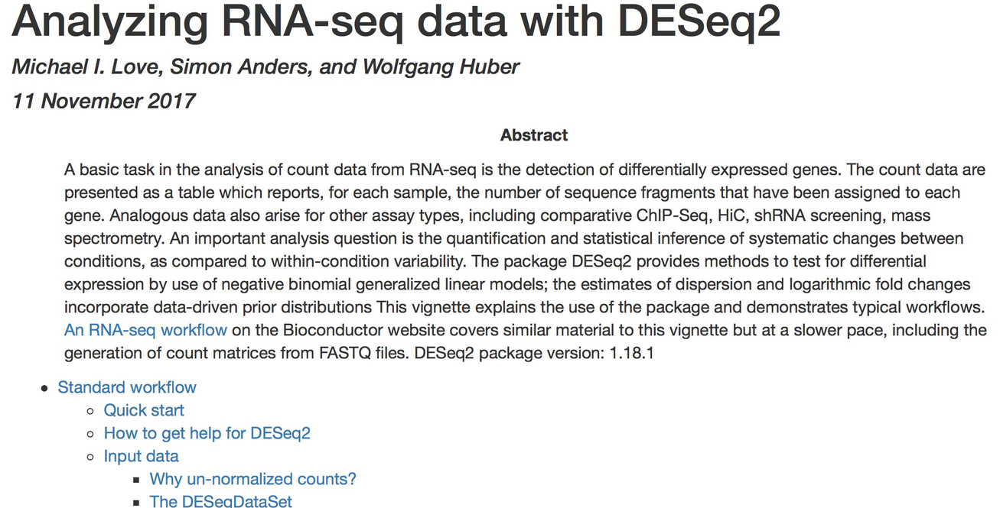 Analyzing RNA-seq data with DESeq2
Michael I. Love, Simon Anders, and Wolfgang Huber
11 November 2017
Abstract
A basic task in the analysis of count data from RNA-seq is the detection of differentially expressed genes. The count data are
presented as a table which reports, for each sample, the number of sequence fragments that have been assigned to each
gene. Analogous data also arise for other assay types, including comparative ChIP-Seq, HiC, shRNA screening, mass
spectrometry. An important analysis question is the quantification and statistical inference of systematic changes between
conditions, as compared to within-condition variability. The package DESeq2 provides methods to test for differential
expression by use of negative binomial generalized linear models; the estimates of dispersion and logarithmic fold changes
incorporate data-driven prior distributions This vignette explains the use of the package and demonstrates typical workflows.
An RNA-seq workflow on the Bioconductor website covers similar material to this vignette but at a slower pace, including the
generation of count matrices from FASTQ files. DESeq2 package version: 1.18.1
Standard workflow
Quick start
How to get help for DESeq2
Input data
Why un-normalized counts?
The DESeqDataSet